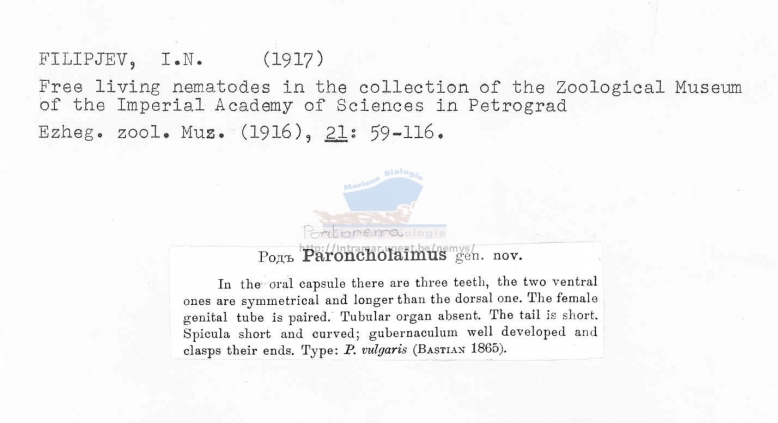 FILIPJEV, I.N. (1917)
Free living nematodes in the collection of the Zoological Museum
of the Imperial Academy of Sciences in Petrograd
Ezheg. zool. Muz. (1916), 21: 59-116.
Mariene Biologie
Pontonema
http://intramar.ugent.be/nemys/
Родъ Paroncholaimus gen. nov.
In the oral capsule there are three teeth, the two ventral
ones are symmetrical and longer than the dorsal one. The female
genital tube is paired. Tubular organ absent. The tail is short.
Spicula short and curved; gubernaculum well developed and
clasps their ends. Type: P. vulgaris (Bastian 1865).